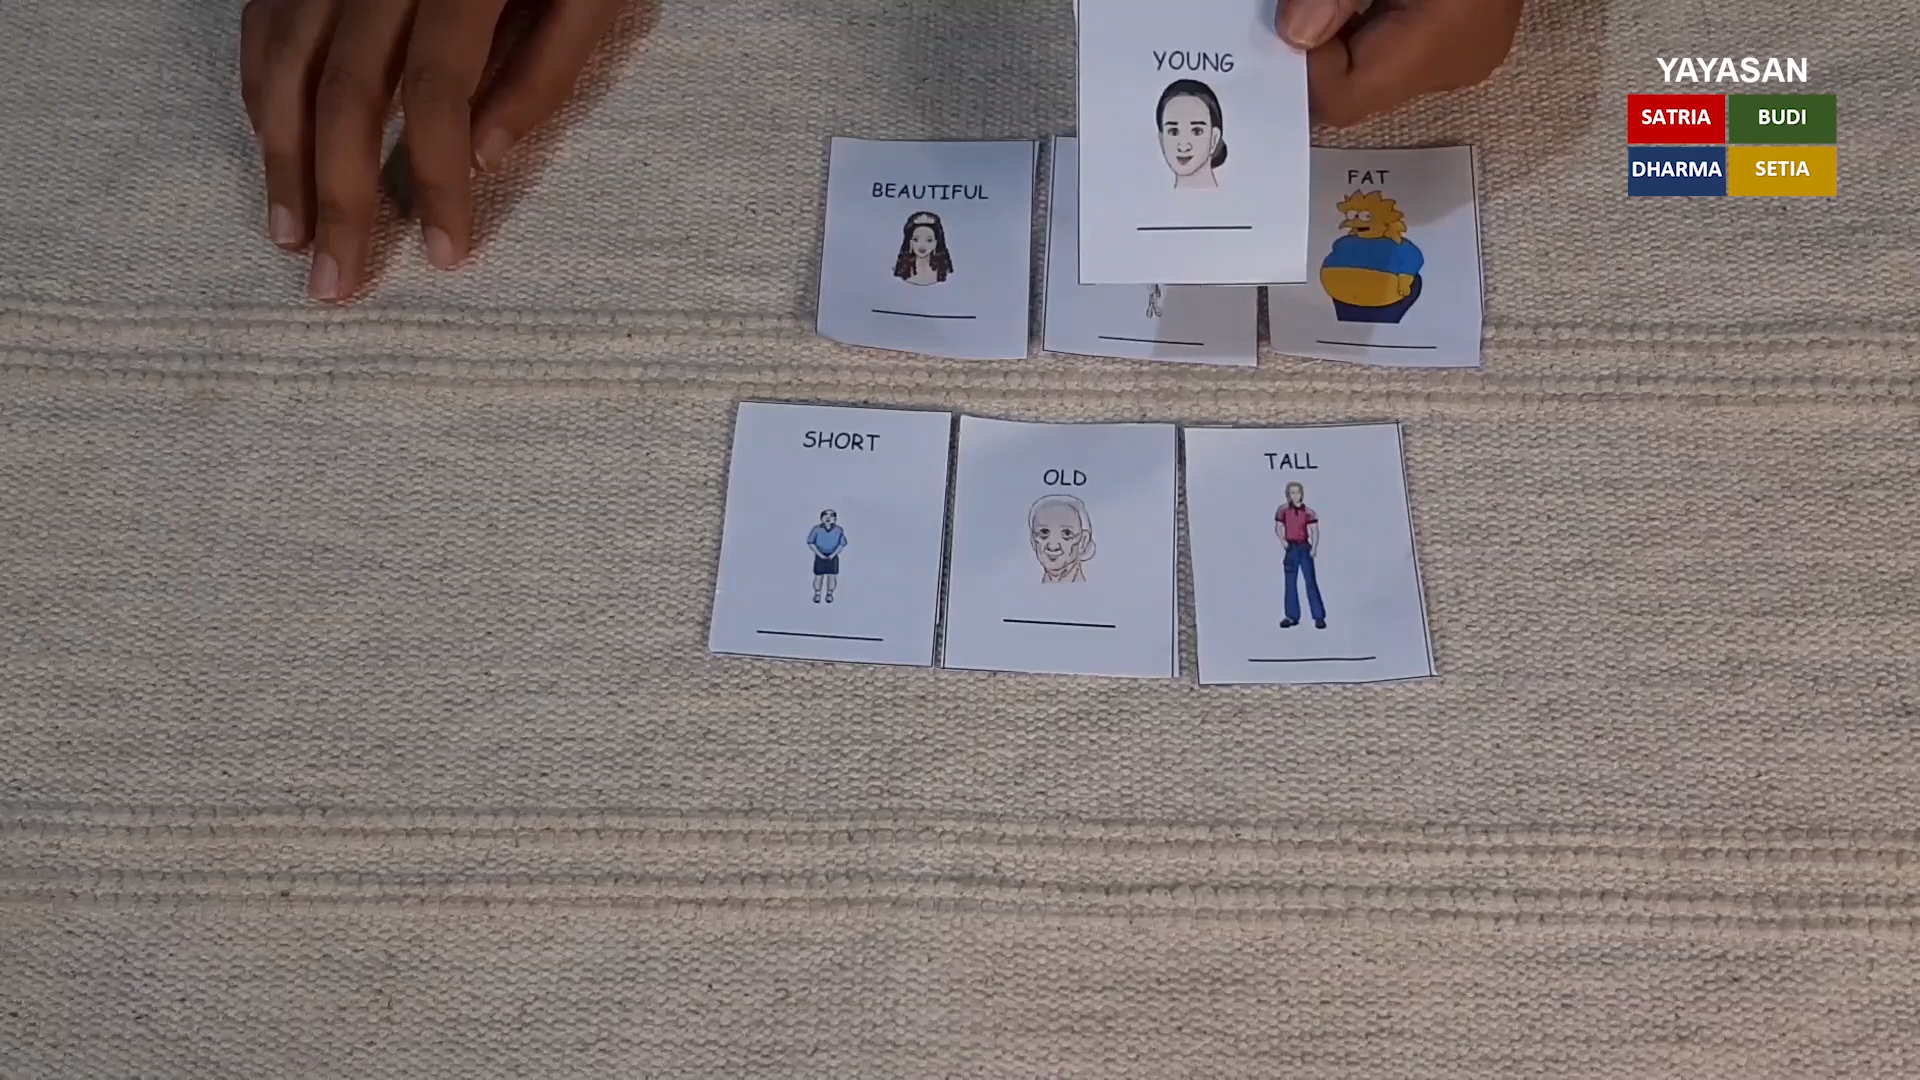 YOUNG
BEAUTIFUL
FAT
SHORT
OLD
TALL
YAYASAN
SATRIA BUDI
DHARMA SETIA